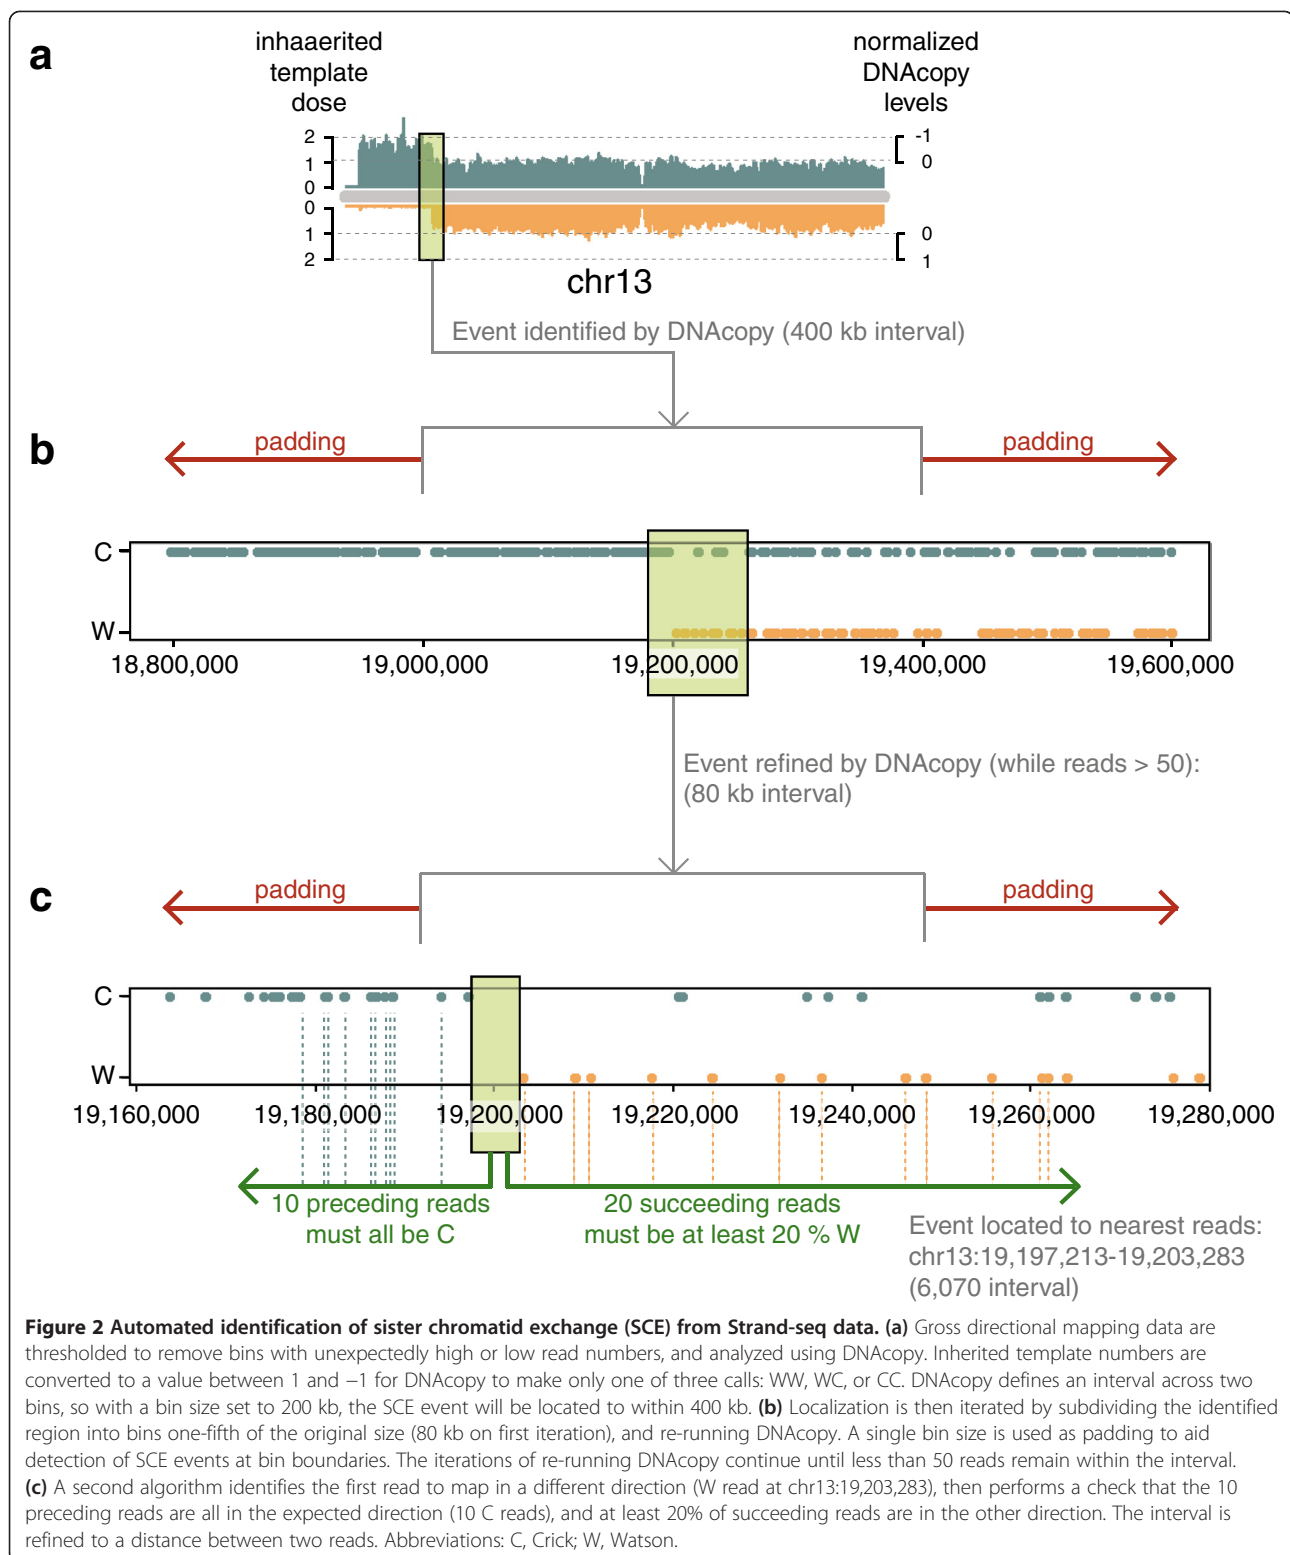 a
inhaaerited
template
dose
normalized
DNAcopy
levels
2
1
0
0
1
2
-1
0
0
1
chr13
Event identified by DNAcopy (400 kb interval)
b
padding
padding
C
W
18,800,000
19,000,000
19,200,000
19,400,000
19,600,000
Event refined by DNAcopy (while reads > 50):
(80 kb interval)
c
padding
padding
C
W
19,160,000
19,180,000
19,200,000
19,220,000
19,240,000
19,260,000
19,280,000
10 preceding reads
must all be C
20 succeeding reads
must be at least 20 % W
Event located to nearest reads:
chr13:19,197,213-19,203,283
(6,070 interval)
Figure 2 Automated identification of sister chromatid exchange (SCE) from Strand-seq data. (a) Gross directional mapping data are
thresholded to remove bins with unexpectedly high or low read numbers, and analyzed using DNAcopy. Inherited template numbers are
converted to a value between 1 and −1 for DNAcopy to make only one of three calls: WW, WC, or CC. DNAcopy defines an interval across two
bins, so with a bin size set to 200 kb, the SCE event will be located to within 400 kb. (b) Localization is then iterated by subdividing the identified
region into bins one-fifth of the original size (80 kb on first iteration), and re-running DNAcopy. A single bin size is used as padding to aid
detection of SCE events at bin boundaries. The iterations of re-running DNAcopy continue until less than 50 reads remain within the interval.
(c) A second algorithm identifies the first read to map in a different direction (W read at chr13:19,203,283), then performs a check that the 10
preceding reads are all in the expected direction (10 C reads), and at least 20% of succeeding reads are in the other direction. The interval is
refined to a distance between two reads. Abbreviations: C, Crick; W, Watson.